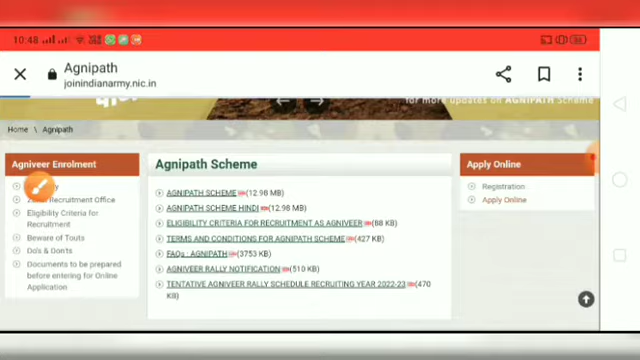 10:48
Agnipath
joinindianarmy.nic.in
for more updates on AGNIPATH Scheme
Home \ Agnipath
Agniveer Enrolment
Recruitment Office
Eligibility Criteria for
Recruitment
Beware of Touts
Do's & Don'ts
Documents to be prepared
before entering for Online
Application
Agnipath Scheme
AGNIPATH SCHEME (12.98 MB)
AGNIPATH SCHEME HINDI (12.98 MB)
ELIGIBILITY CRITERIA FOR RECRUITMENT AS AGNIVEER (88 KB)
TERMS AND CONDITIONS FOR AGNIPATH SCHEME (427 KB)
FAQs : AGNIPATH (3753 KB)
AGNIVEER RALLY NOTIFICATION (510 KB)
TENTATIVE AGNIVEER RALLY SCHEDULE RECRUITING YEAR 2022-23 (470
KB)
Apply Online
Registration
Apply Online